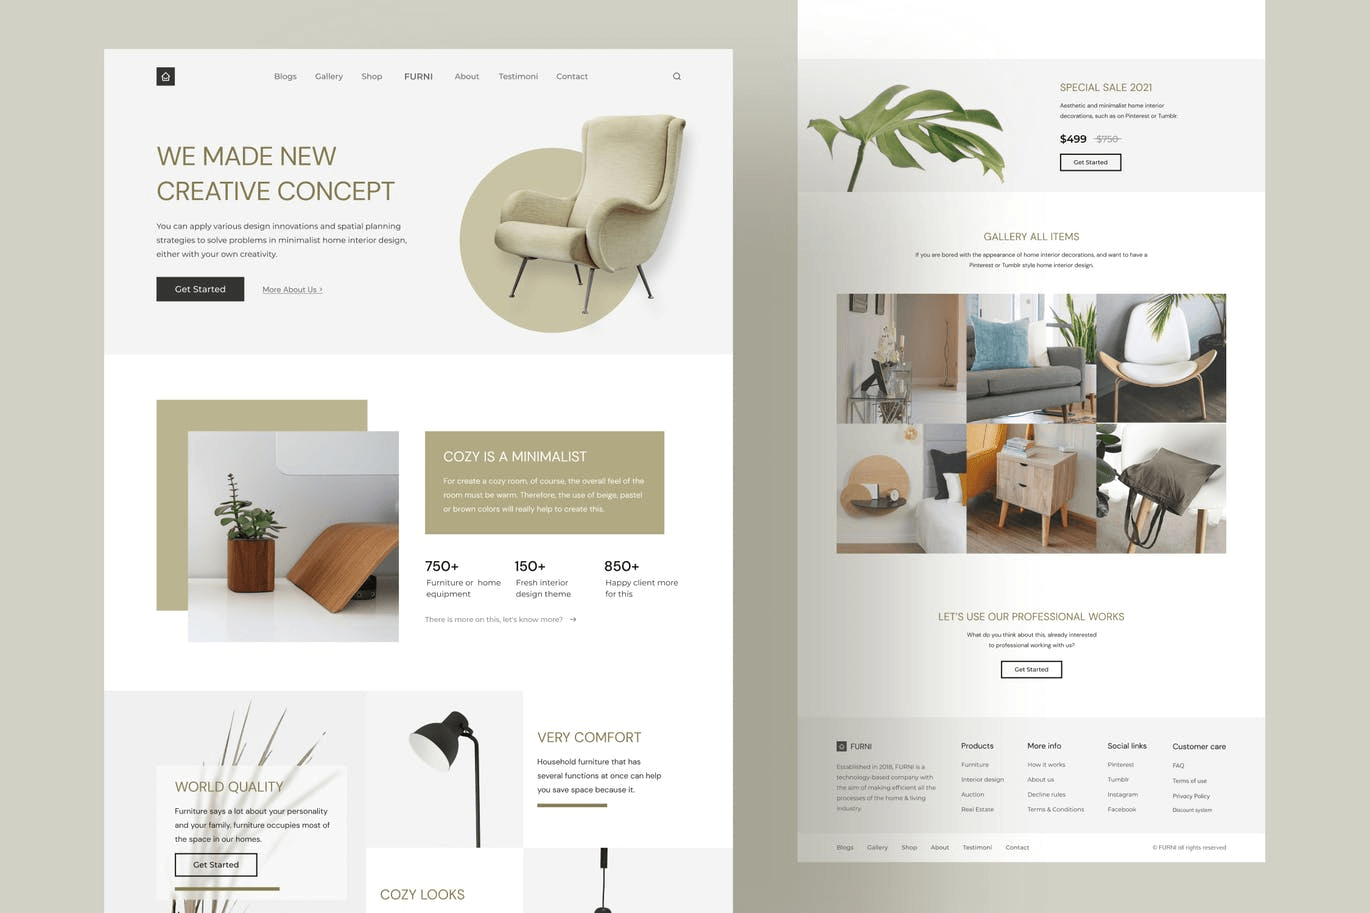 Blogs Gallery Shop FURNI About Testimoni Contact
WE MADE NEW
CREATIVE CONCEPT
You can apply various design innovations and spatial planning
strategies to solve problems in minimalist home interior design,
either with your own creativity.
Get Started More About Us >
COZY IS A MINIMALIST
For create a cozy room, of course, the overall feel of the
room must be warm. Therefore, the use of beige, pastel
or brown colors will really help to create this.
750+ 150+ 850+
Furniture or home Fresh interior Happy client more
equipment design theme for this
There is more on this, let's know more? →
WORLD QUALITY
Furniture says a lot about your personality
and your family, furniture occupies most of
the space in our homes.
Get Started
VERY COMFORT
Household furniture that has
several functions at once can help
you save space because it.
COZY LOOKS
SPECIAL SALE 2021
Aesthetic and minimalist home interior
decorations, such as on Pinterest or Tumblr.
$499 $750
Get Started
GALLERY ALL ITEMS
If you are bored with the appearance of home interior decorations, and want to have a
Pinterest or Tumblr style home interior design.
LET'S USE OUR PROFESSIONAL WORKS
What do you think about this, already interested
to professional working with us?
Get Started
FURNI
Established in 2018, FURNI is a
technology-based company with
the aim of making efficient all the
processes of the home & living
industry.
Products
Furniture
Interior design
Auction
Real Estate
More info
How it works
About us
Decline rules
Terms & Conditions
Social links
Pinterest
Tumblr
Instagram
Facebook
Customer care
FAQ
Terms of use
Privacy Policy
Discount system
Blogs Gallery Shop About Testimoni Contact © FURNI all rights reserved